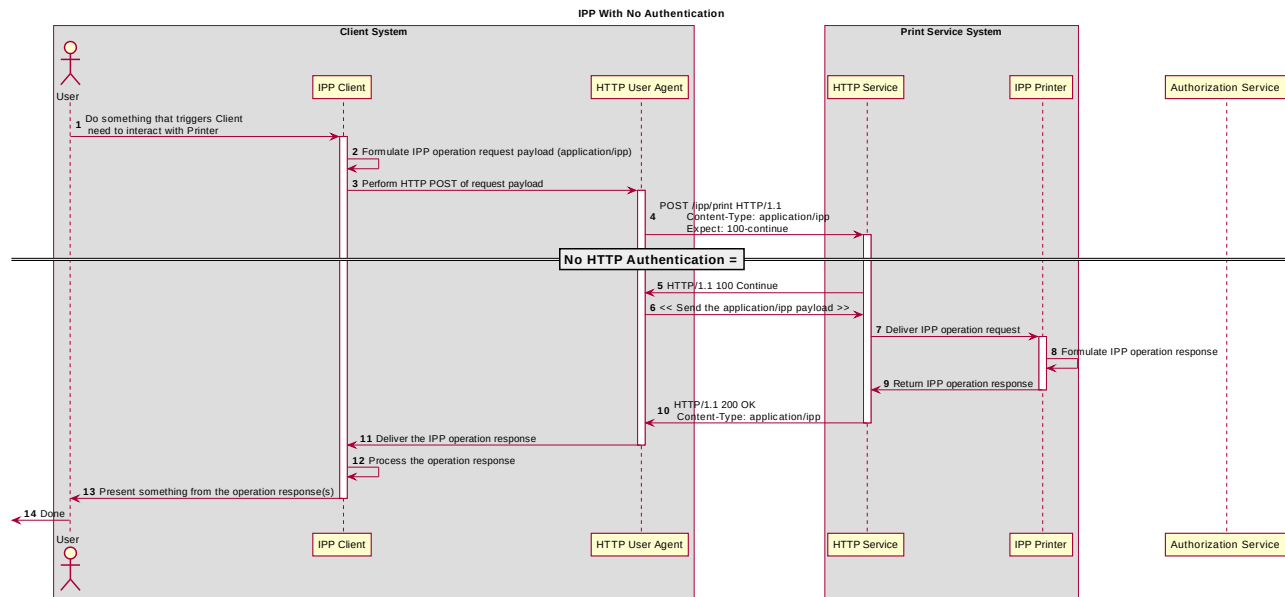 IPP With No Authentication
Client System
Print Service System
User
IPP Client
HTTP User Agent
HTTP Service
IPP Printer
Authorization Service
1 Do something that triggers Client
need to interact with Printer
2 Formulate IPP operation request payload (application/ipp)
3 Perform HTTP POST of request payload
4 POST /ipp/print HTTP/1.1
Content-Type: application/ipp
Expect: 100-continue
No HTTP Authentication =
5 HTTP/1.1 100 Continue
6 << Send the application/ipp payload >>
7 Deliver IPP operation request
8 Formulate IPP operation response
9 Return IPP operation response
10 HTTP/1.1 200 OK
Content-Type: application/ipp
11 Deliver the IPP operation response
12 Process the operation response
13 Present something from the operation response(s)
14 Done
User
IPP Client
HTTP User Agent
HTTP Service
IPP Printer
Authorization Service